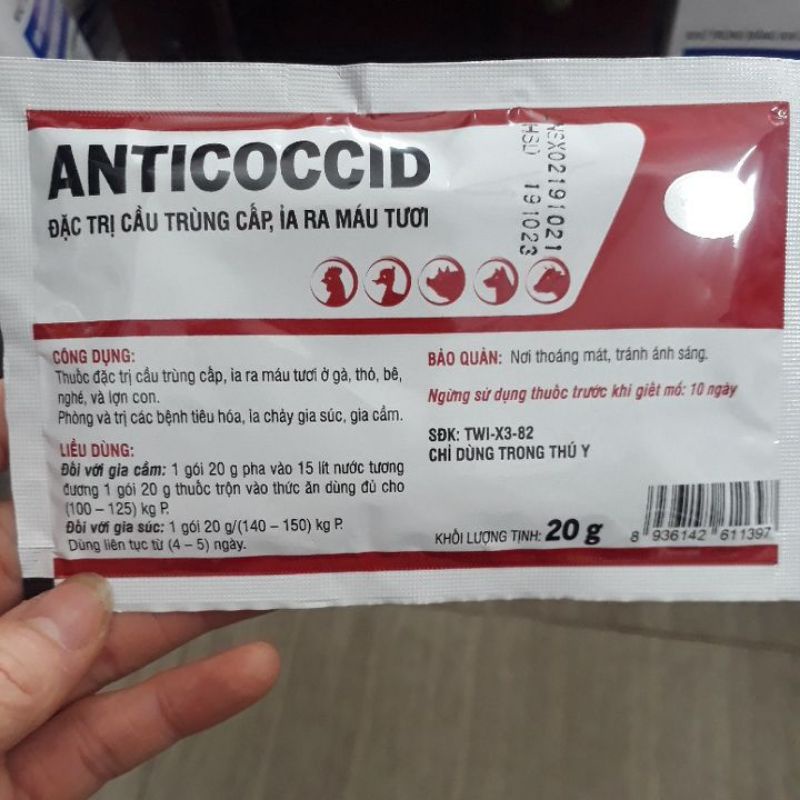 ANTICOCCID
ĐẶC TRỊ CẦU TRÙNG CẤP, ỈA RA MÁU TƯƠI
NSX02191021
HSD 191023
CÔNG DỤNG:
Thuốc đặc trị cầu trùng cấp, ỉa ra máu tươi ở gà, thỏ, bê,
nghé, và lợn con.
Phòng và trị các bệnh tiêu hóa, ỉa chảy gia súc, gia cầm.
LIỀU DÙNG:
Đối với gia cầm: 1 gói 20 g pha vào 15 lít nước tương
đương 1 gói 20 g thuốc trộn vào thức ăn dùng đủ cho
(100 – 125) kg P.
Đối với gia súc: 1 gói 20 g/(140 – 150) kg P.
Dùng liên tục từ (4 – 5) ngày.
BẢO QUẢN: Nơi thoáng mát, tránh ánh sáng.
Ngừng sử dụng thuốc trước khi giết mổ: 10 ngày
SĐK: TWI-X3-82
CHỈ DÙNG TRONG THÚ Y
KHỐI LƯỢNG TỊNH: 20 g
8 936142 611397